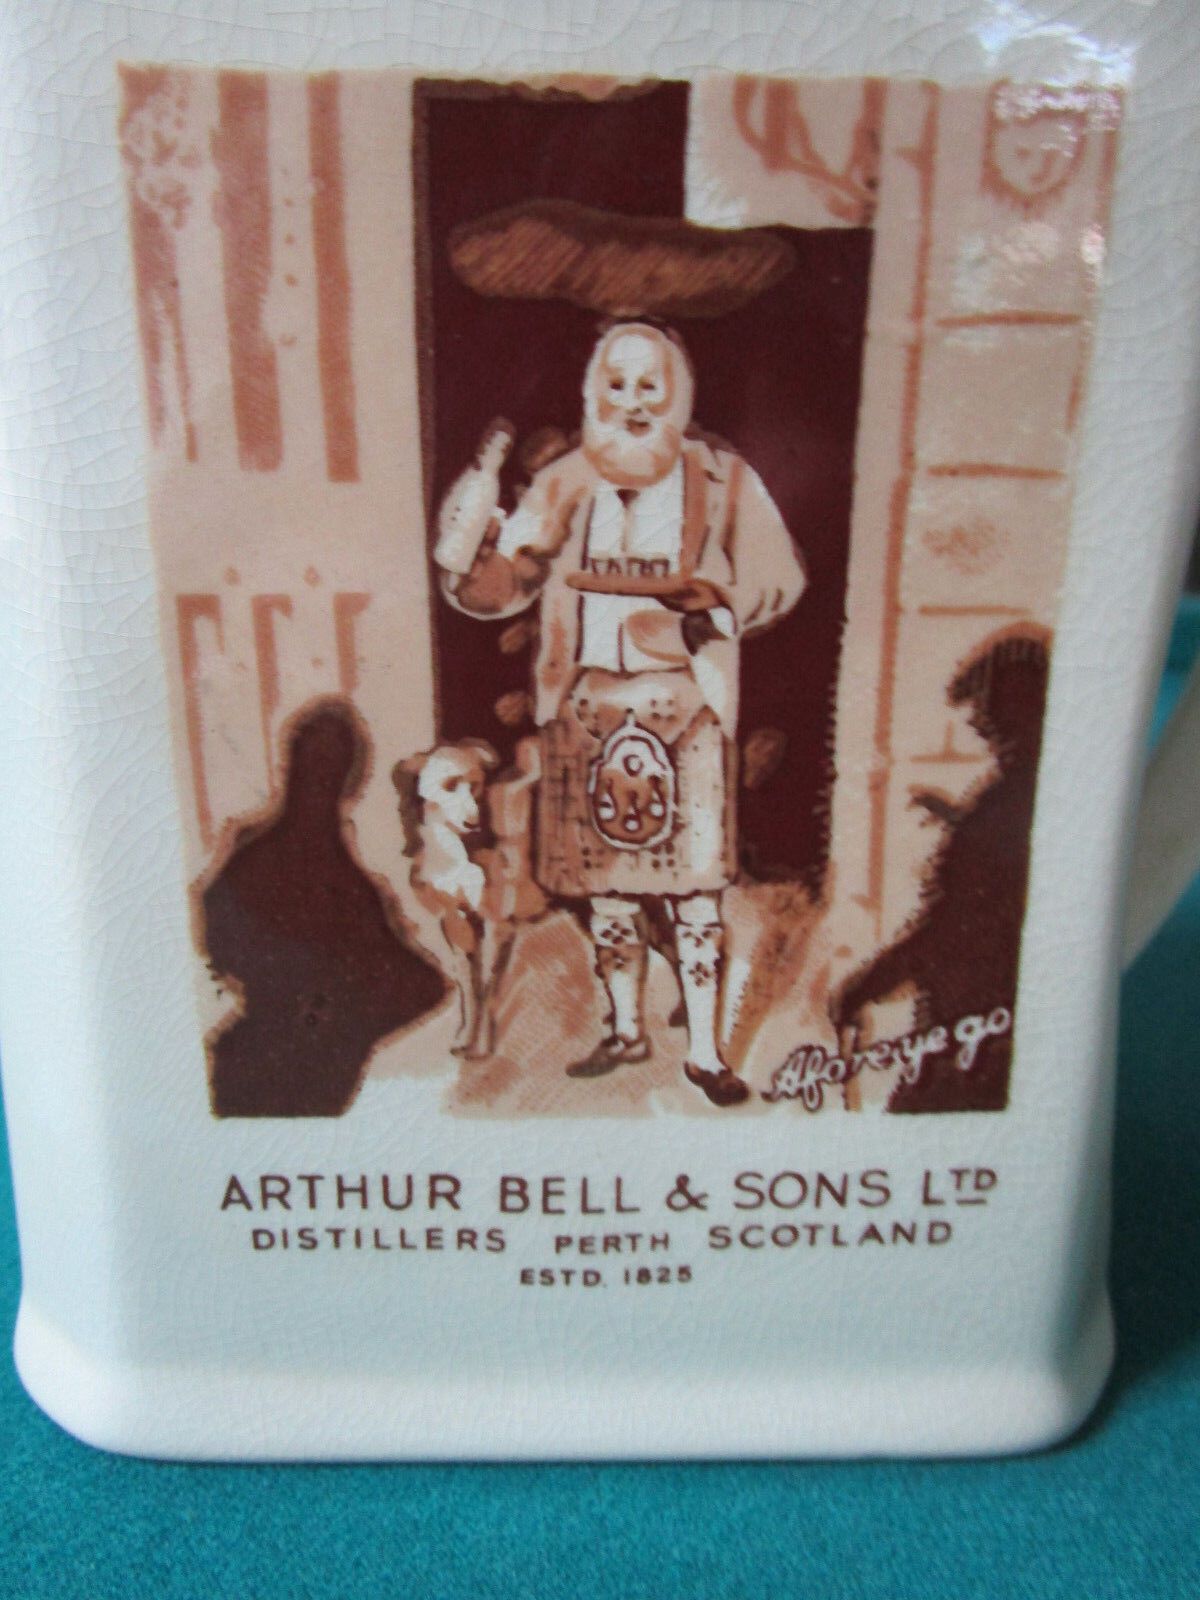 Afore ye go
ARTHUR BELL & SONS LTD
DISTILLERS PERTH SCOTLAND
ESTD. 1825